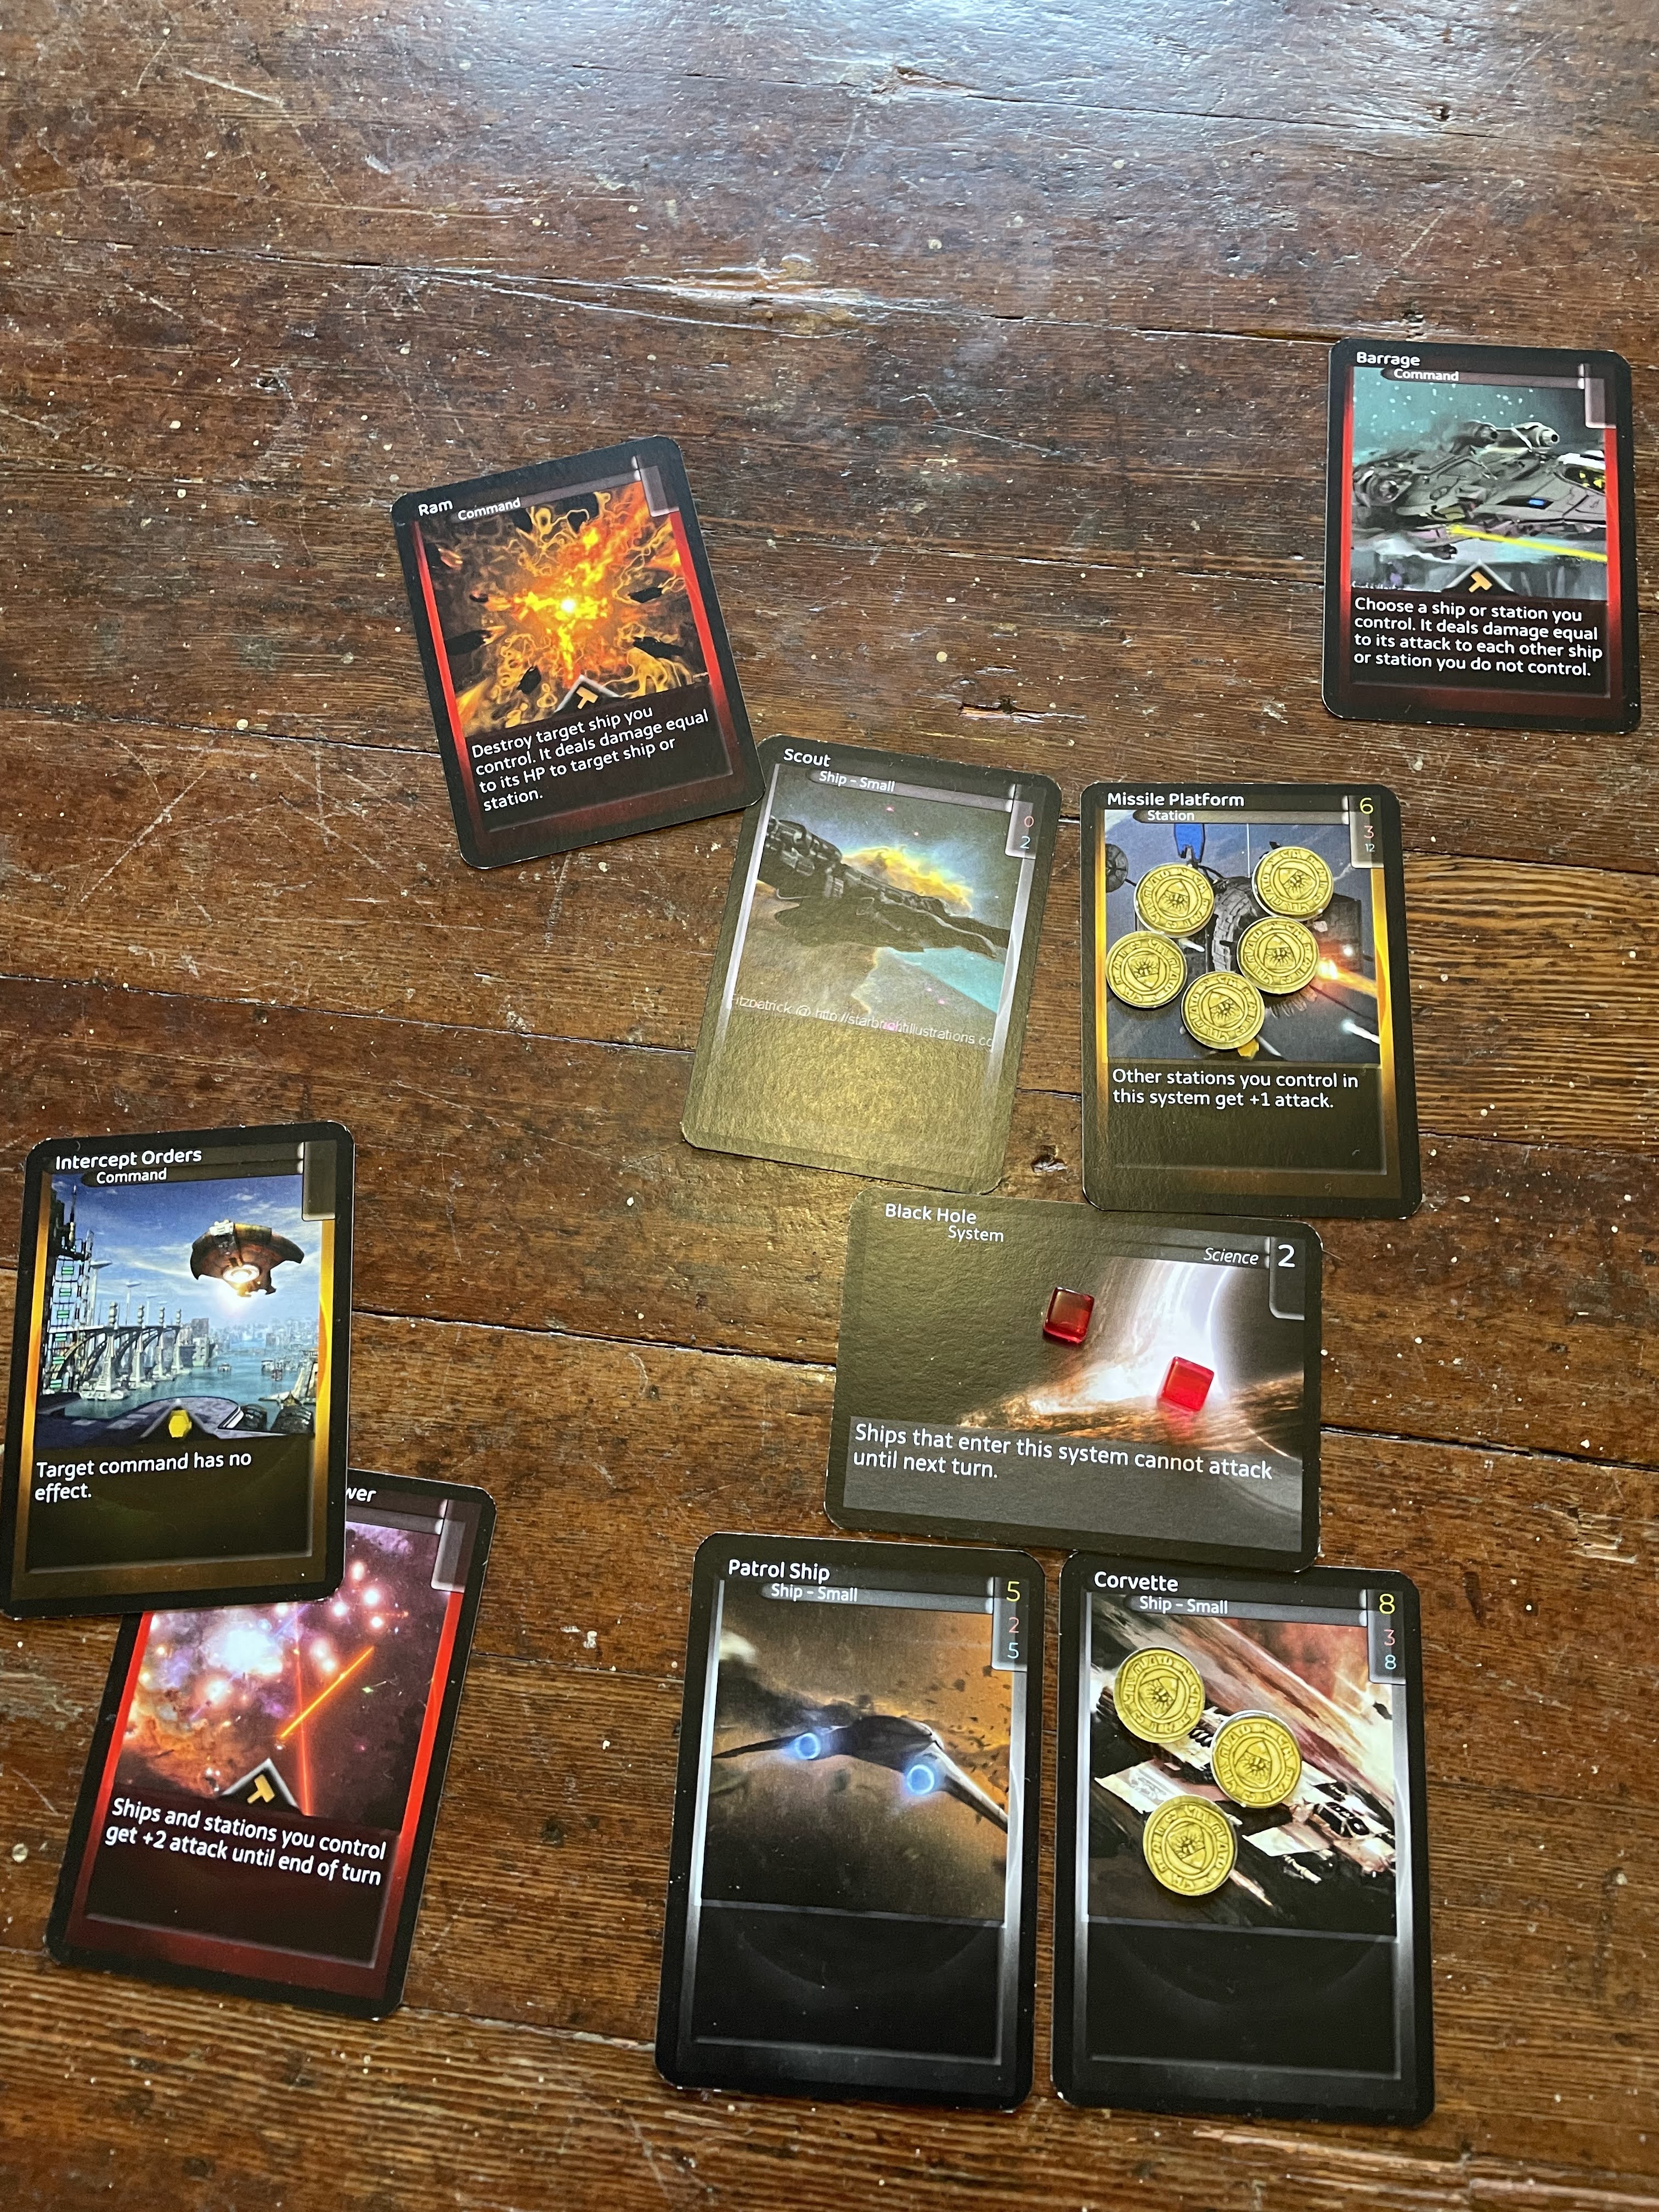 Barrage
Command
Choose a ship or station you
control. It deals damage equal
to its attack to each other ship
or station you do not control.
Ram
Command
Destroy target ship you
control. It deals damage equal
to its HP to target ship or
station.
Scout
Ship - Small
0
2
itzpatrick @ http://starbrightillustrations.co
Missile Platform
Station
6
3
12
Other stations you control in
this system get +1 attack.
Intercept Orders
Command
Target command has no
effect.
Black Hole
System
Science
2
Ships that enter this system cannot attack
until next turn.
wer
Ships and stations you control
get +2 attack until end of turn
Patrol Ship
Ship - Small
5
2
5
Corvette
Ship - Small
8
3
8